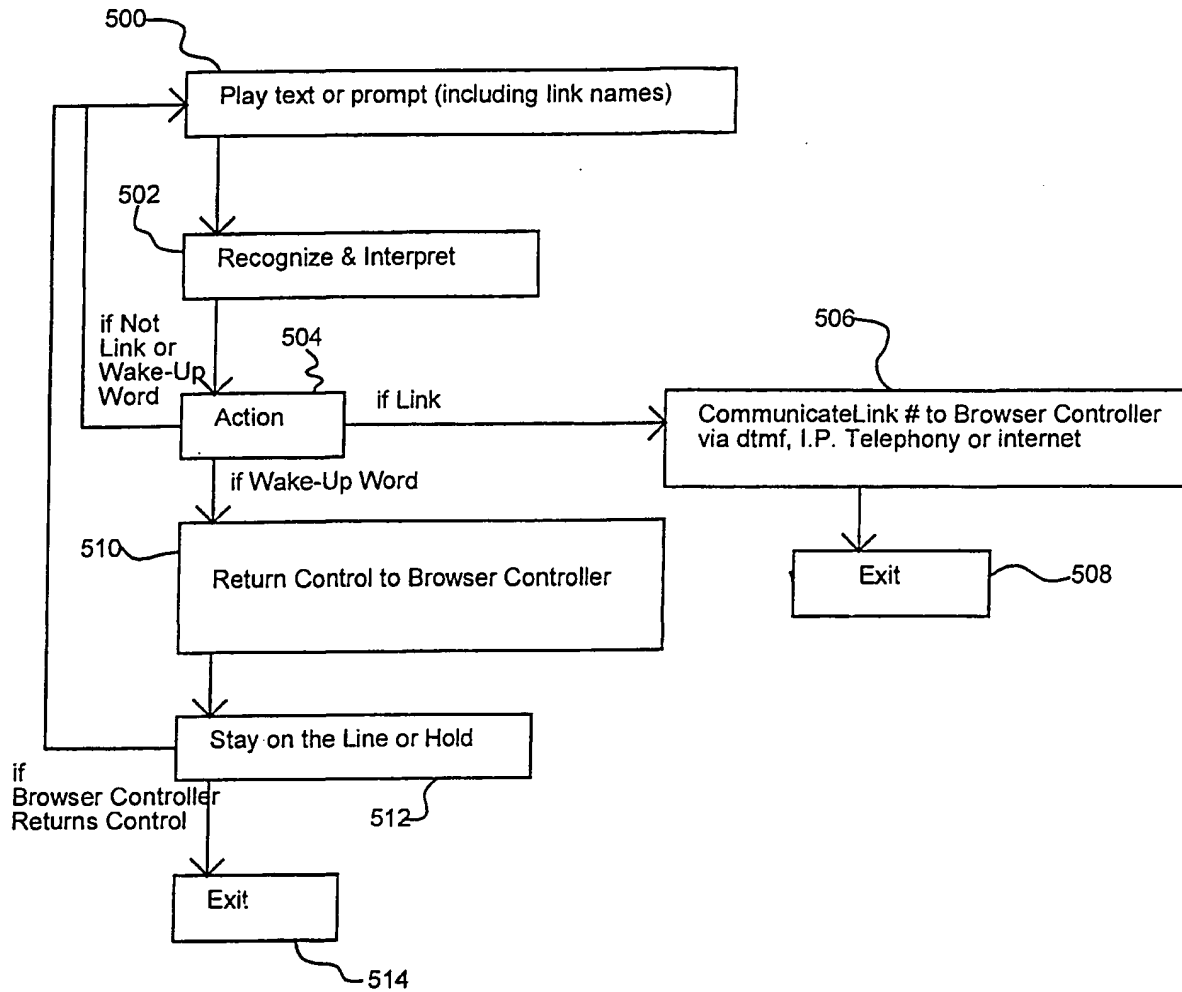 500
Play text or prompt (including link names)
502
Recognize & Interpret
if Not
Link or
Wake-Up
Word
504
Action
if Link
506
CommunicateLink # to Browser Controller
via dtmf, I.P. Telephony or internet
if Wake-Up Word
510
Return Control to Browser Controller
Exit
508
Stay on the Line or Hold
if
Browser Controller
Returns Control
512
Exit
514